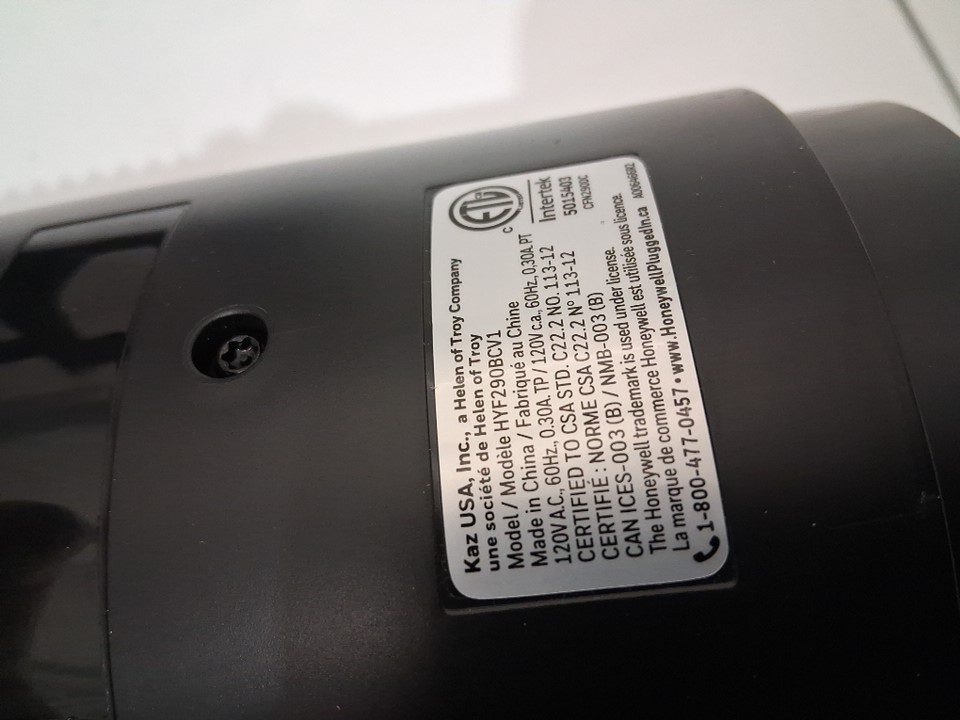 Kaz USA, Inc., a Helen of Troy Company
une société de Helen of Troy
Model / Modèle HYF290BCV1
Made in China / Fabriqué au Chine
120V A.C., 60Hz., 0.30A. TP / 120V c.a., 60Hz, 0,30A. PT
CERTIFIED TO CSA STD. C22.2 NO. 113-12
CERTIFIÉ : NORME CSA C22.2 N° 113-12
CAN ICES-003 (B) / NMB-003 (B)
The Honeywell trademark is used under license.
La marque de commerce Honeywell est utilisée sous licence.
1-800-477-0457 • www.HoneywellPluggedIn.ca
C
ETL
Intertek
5015403